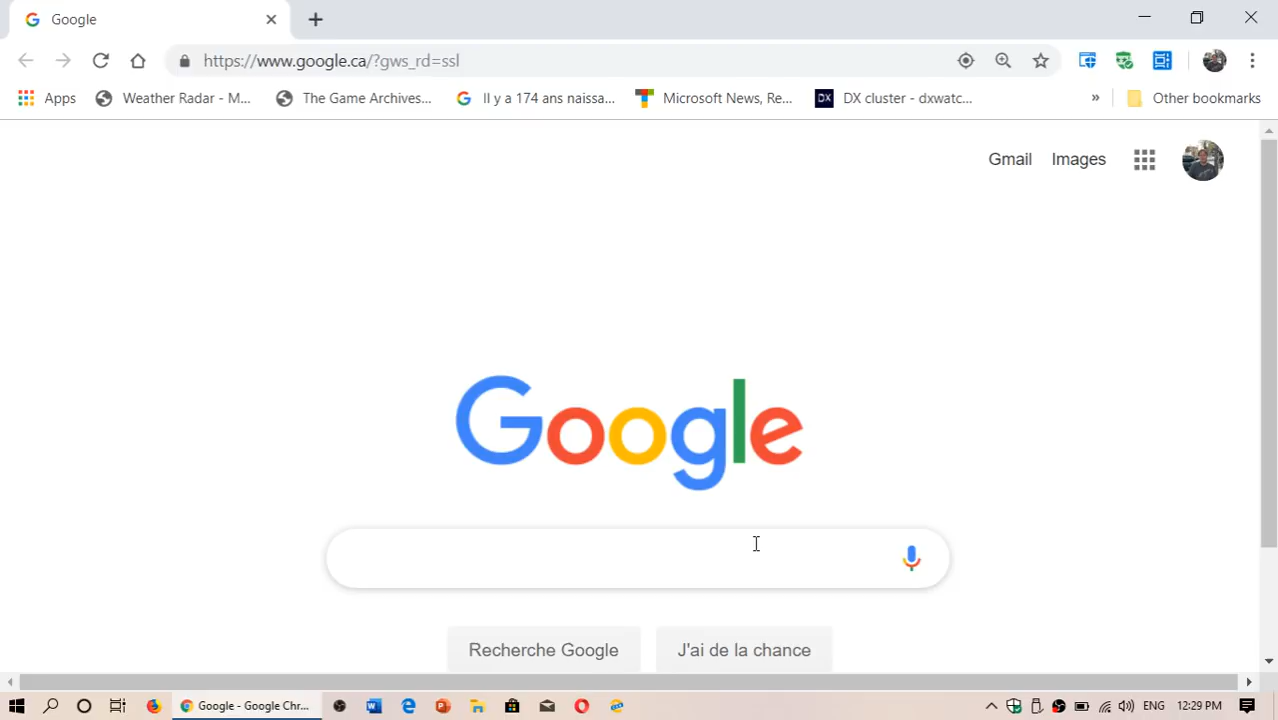 Google
https://www.google.ca/?gws_rd=ssl
Apps
Weather Radar - M...
The Game Archives...
Il y a 174 ans naissa...
Microsoft News, Re...
DX
DX cluster - dxwatc...
»
Other bookmarks
Gmail
Images
Google
Recherche Google
J'ai de la chance
Google - Google Chr...
ENG
12:29 PM